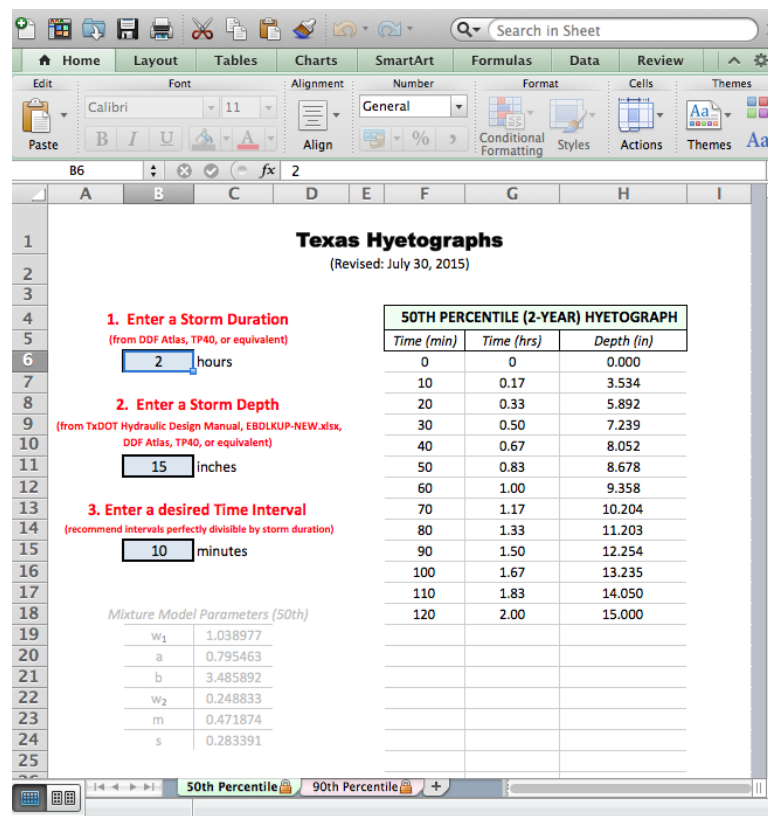 Search in Sheet
Home Layout Tables Charts SmartArt Formulas Data Review
Edit Font Alignment Number Format Cells Themes
Calibri 11 General
Paste B I U A Align % Conditional Formatting Styles Actions Themes Aa
B6 fx 2
A B C D E F G H I
1 Texas Hyetographs
2 (Revised: July 30, 2015)
3
4 1. Enter a Storm Duration 50TH PERCENTILE (2-YEAR) HYETOGRAPH
5 (from DDF Atlas, TP40, or equivalent) Time (min) Time (hrs) Depth (in)
6 2 hours 0 0 0.000
7 10 0.17 3.534
8 2. Enter a Storm Depth 20 0.33 5.892
9 (from TxDOT Hydraulic Design Manual, EBDLKUP-NEW.xlsx, 30 0.50 7.239
10 DDF Atlas, TP40, or equivalent) 40 0.67 8.052
11 15 inches 50 0.83 8.678
12 60 1.00 9.358
13 3. Enter a desired Time Interval 70 1.17 10.204
14 (recommend intervals perfectly divisible by storm duration) 80 1.33 11.203
15 10 minutes 90 1.50 12.254
16 100 1.67 13.235
17 110 1.83 14.050
18 Mixture Model Parameters (50th) 120 2.00 15.000
19 w1 1.038977
20 a 0.795463
21 b 3.485892
22 w2 0.248833
23 m 0.471874
24 s 0.283391
25
50th Percentile 90th Percentile +